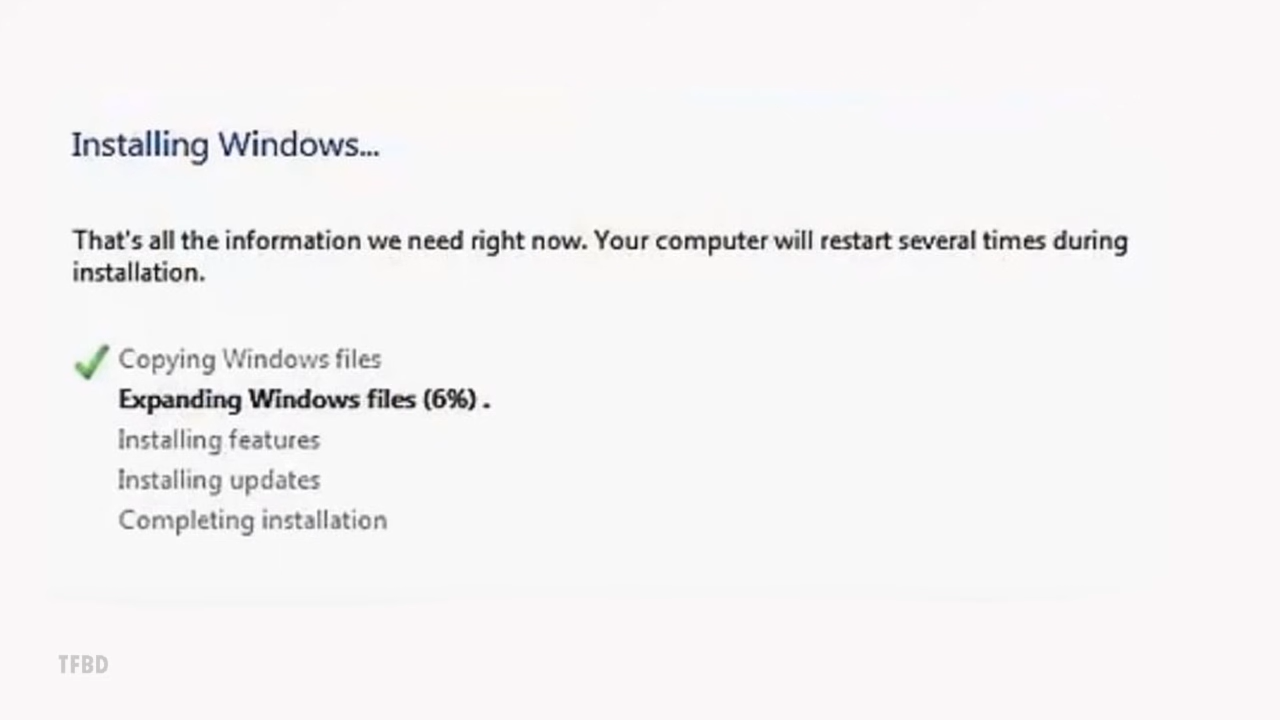 Installing Windows...
That's all the information we need right now. Your computer will restart several times during
installation.
Copying Windows files
Expanding Windows files (6%) .
Installing features
Installing updates
Completing installation
TFBD